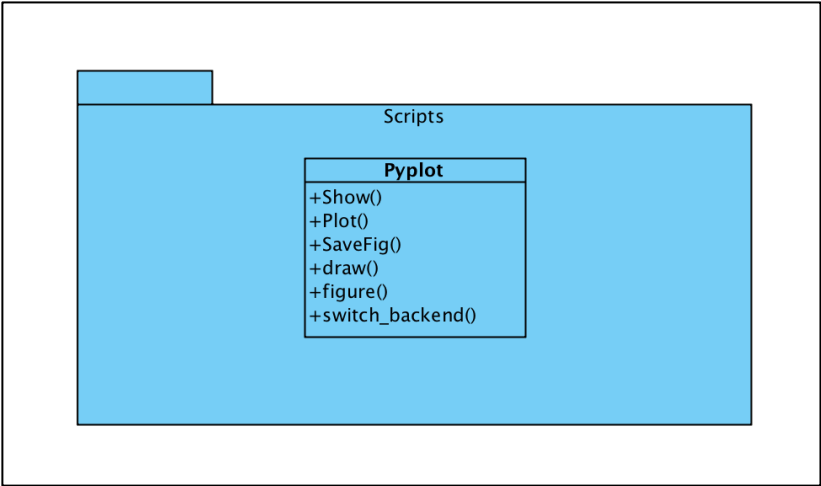 Scripts
Pyplot
+Show()
+Plot()
+SaveFig()
+draw()
+figure()
+switch_backend()